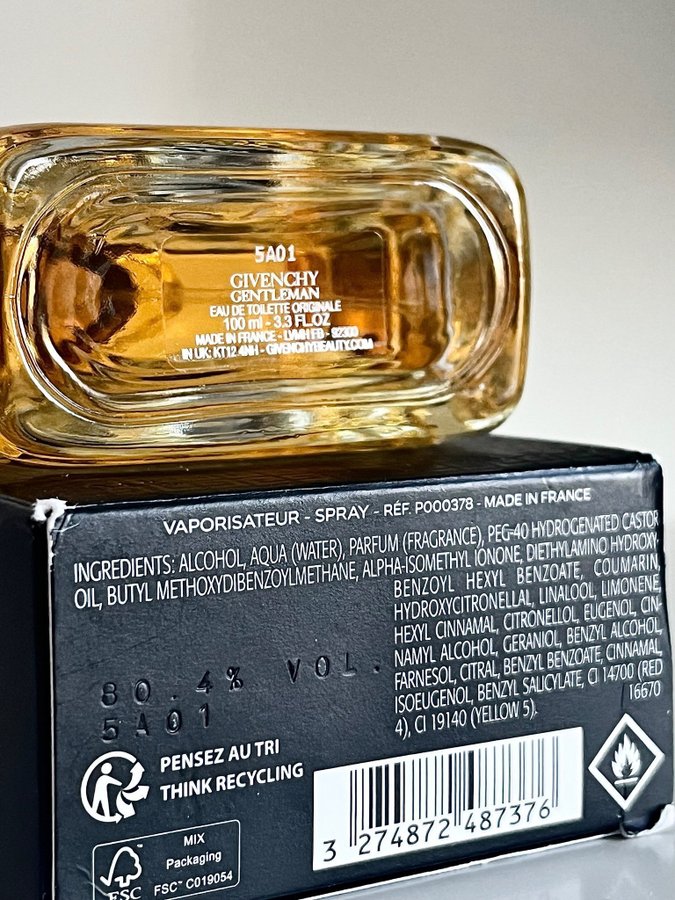 5A01
GIVENCHY
GENTLEMAN
EAU DE TOILETTE ORIGINALE
100 ml - 3.3 FL.OZ
MADE IN FRANCE - LVMH FB - 92300
IN UK: KT12 4NH - GIVENCHYBEAUTY.COM
VAPORISATEUR - SPRAY - RÉF. P000378 - MADE IN FRANCE
INGREDIENTS: ALCOHOL, AQUA (WATER), PARFUM (FRAGRANCE), PEG-40 HYDROGENATED CASTOR
OIL, BUTYL METHOXYDIBENZOYLMETHANE, ALPHA-ISOMETHYL IONONE, DIETHYLAMINO HYDROXY-
BENZOYL HEXYL BENZOATE, COUMARIN,
HYDROXYCITRONELLAL, LINALOOL, LIMONENE,
HEXYL CINNAMAL, CITRONELLOL, EUGENOL, CIN-
NAMYL ALCOHOL, GERANIOL, BENZYL ALCOHOL,
FARNESOL, CITRAL, BENZYL BENZOATE, CINNAMAL,
ISOEUGENOL, BENZYL SALICYLATE, CI 14700 (RED
4), CI 19140 (YELLOW 5). 16670
80.4% VOL.
5A01
PENSEZ AU TRI
THINK RECYCLING
FSC
MIX
Packaging
FSC™ C019054
3 274872 487376